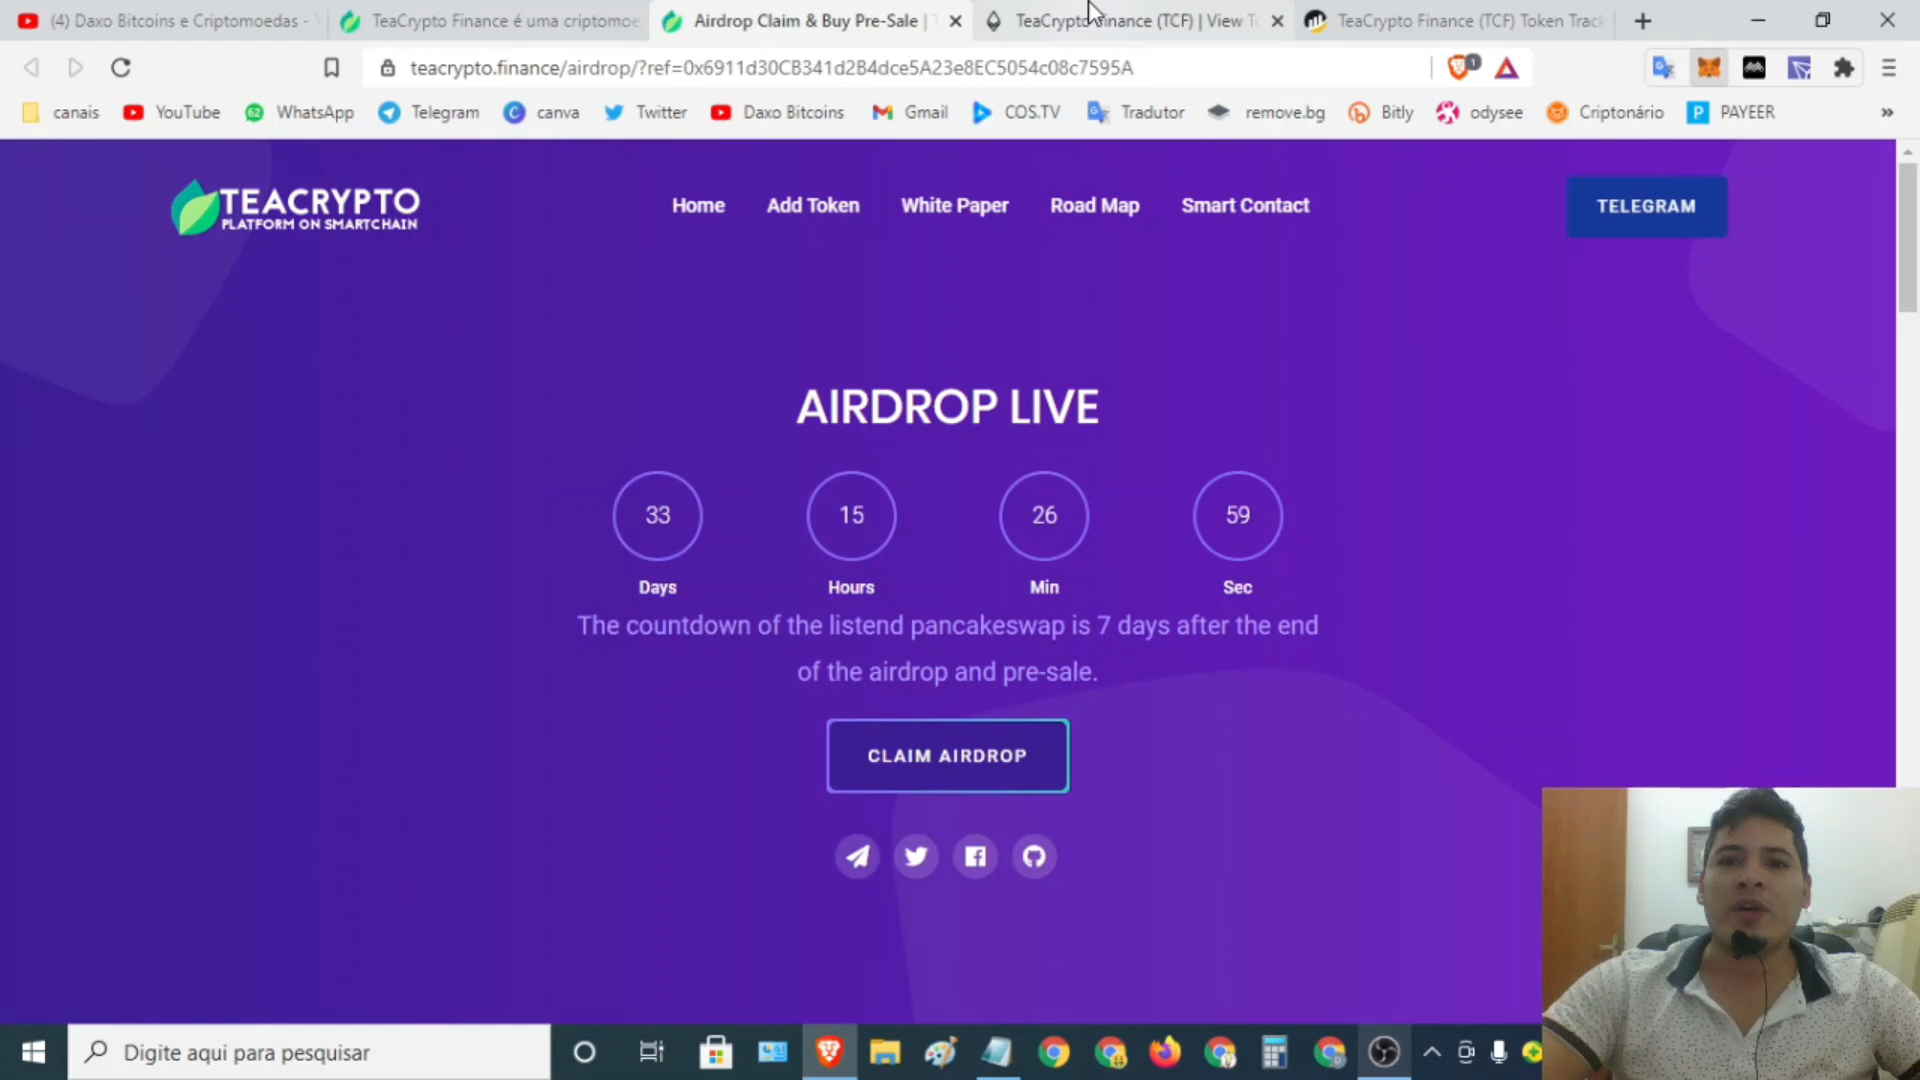 (4) Daxo Bitcoins e Criptomoedas -
TeaCrypto Finance é uma criptomoe
Airdrop Claim & Buy Pre-Sale |
TeaCrypto Finance (TCF) | View To
TeaCrypto Finance (TCF) Token Track
teacrypto.finance/airdrop/?ref=0x6911d30CB341d2B4dce5A23e8EC5054c08c7595A
1
canais
YouTube
62
WhatsApp
Telegram
canva
Twitter
Daxo Bitcoins
Gmail
COS.TV
Tradutor
remove.bg
Bitly
odysee
Criptonário
P
PAYEER
»
TEACRYPTO
PLATFORM ON SMARTCHAIN
Home
Add Token
White Paper
Road Map
Smart Contact
TELEGRAM
AIRDROP LIVE
33
15
26
59
Days
Hours
Min
Sec
The countdown of the listend pancakeswap is 7 days after the end
of the airdrop and pre-sale.
CLAIM AIRDROP
Digite aqui para pesquisar